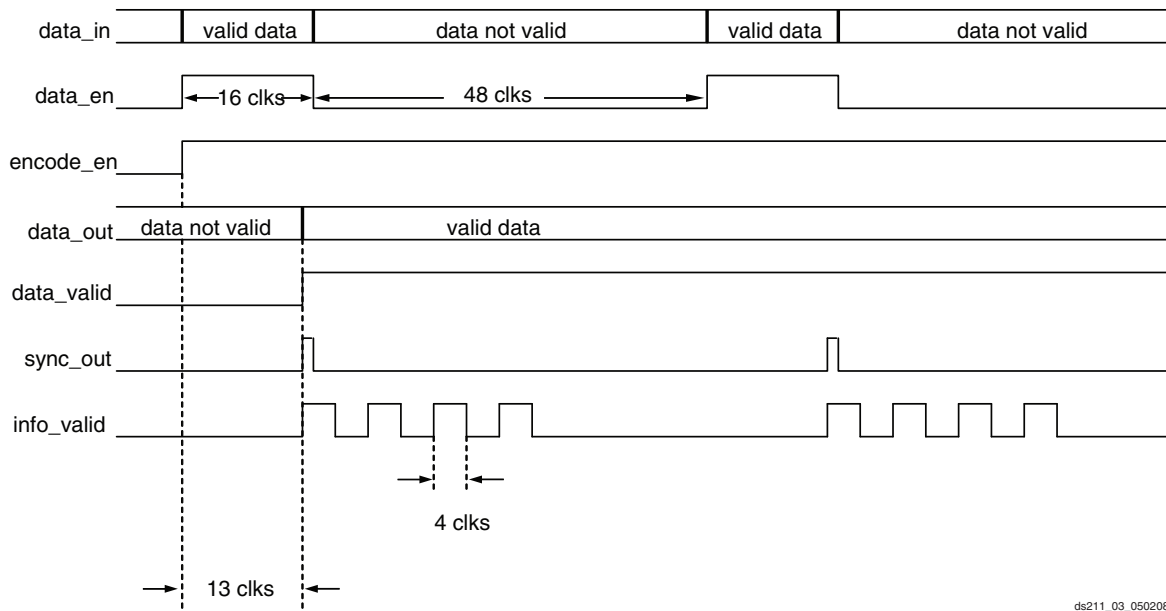 data_in valid data data not valid valid data data not valid
data_en 16 clks 48 clks
encode_en
data_out data not valid valid data
data_valid
sync_out
info_valid
4 clks
13 clks
ds211_03_050208